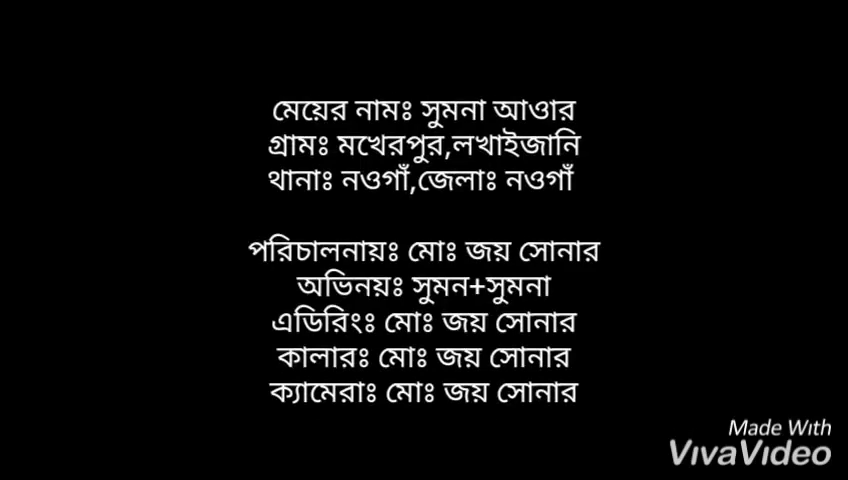 মেয়ের নামঃ সুমনা আওার
গ্রামঃ মখেরপুর,লখাইজানি
থানাঃ নওগাঁ,জেলাঃ নওগাঁ
পরিচালনায়ঃ মোঃ জয় সোনার
অভিনয়ঃ সুমন+সুমনা
এডিরিংঃ মোঃ জয় সোনার
কালারঃ মোঃ জয় সোনার
ক্যামেরাঃ মোঃ জয় সোনার
Made With
VivaVideo